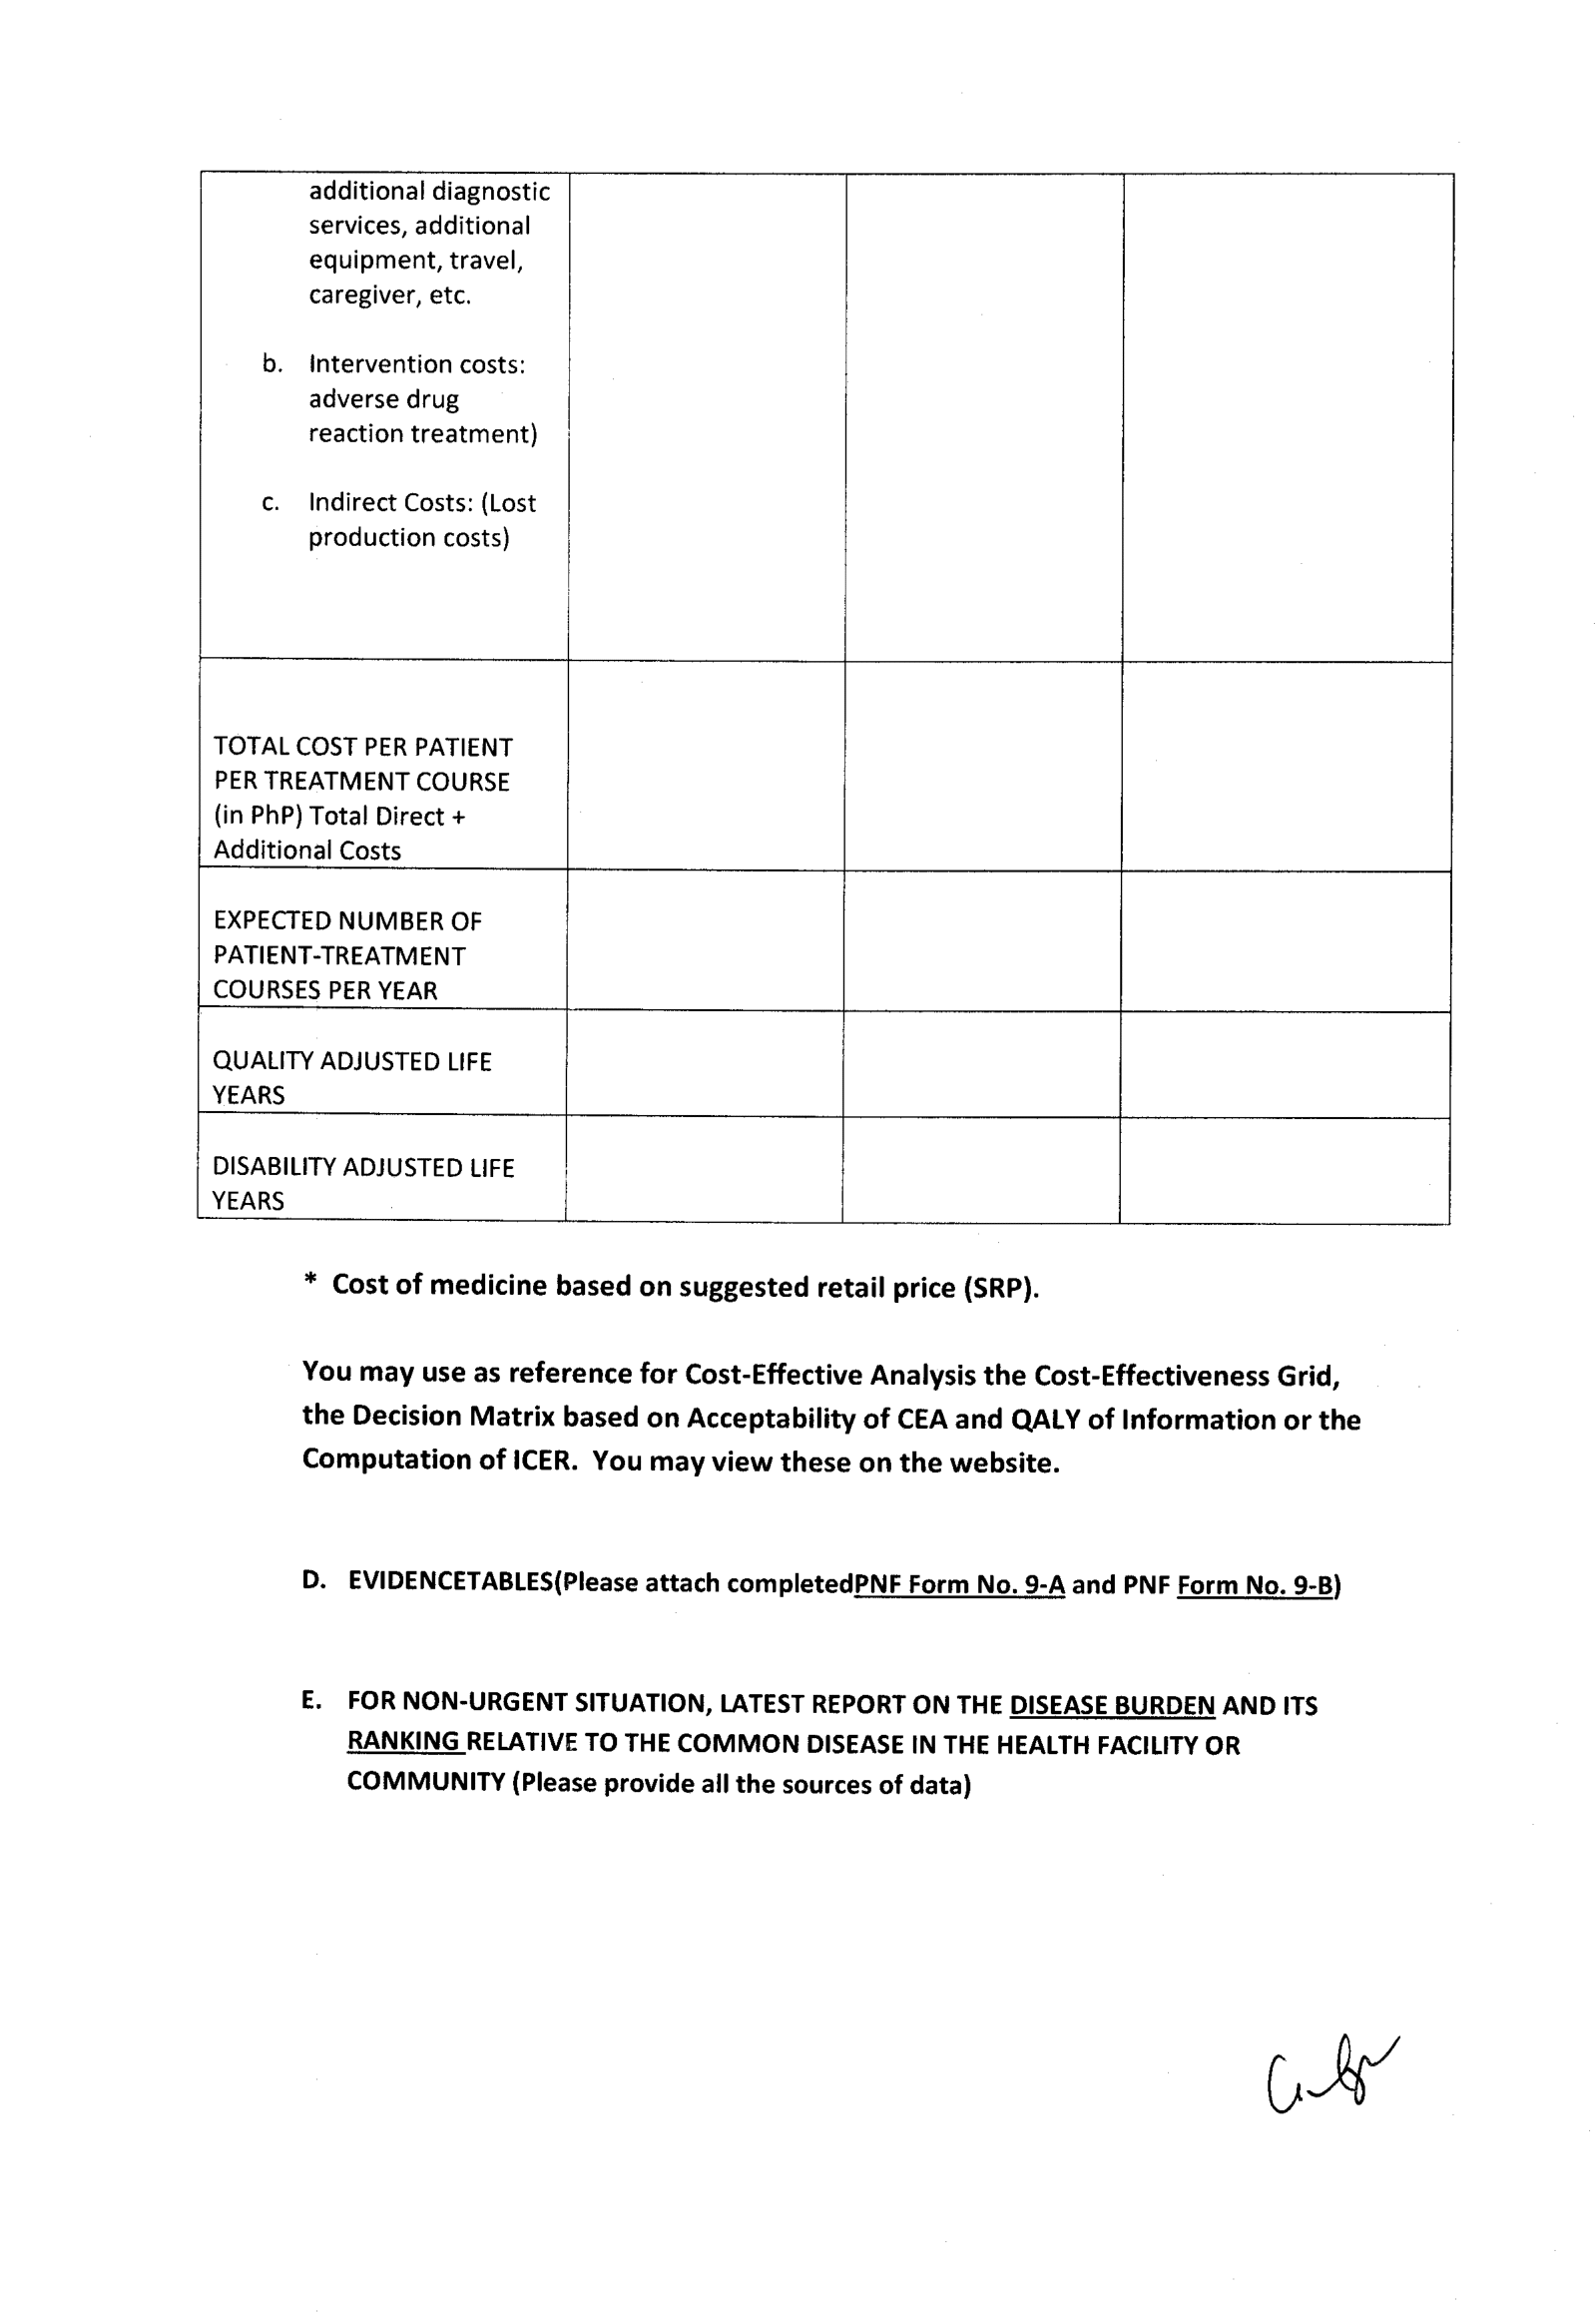 additional diagnostic
services, additional
equipment, travel,
caregiver, etc.
b. Intervention costs:
adverse drug
reaction treatment)
c. Indirect Costs: (Lost
production costs)
TOTAL COST PER PATIENT
PER TREATMENT COURSE
(in PhP) Total Direct +
Additional Costs
EXPECTED NUMBER OF
PATIENT-TREATMENT
COURSES PER YEAR
QUALITY ADJUSTED LIFE
YEARS
DISABILITY ADJUSTED LIFE
YEARS
* Cost of medicine based on suggested retail price (SRP).
You may use as reference for Cost-Effective Analysis the Cost-Effectiveness Grid,
the Decision Matrix based on Acceptability of CEA and QALY of Information or the
Computation of ICER. You may view these on the website.
D. EVIDENCETABLES(Please attach completedPNF Form No. 9-A and PNF Form No. 9-B)
E. FOR NON-URGENT SITUATION, LATEST REPORT ON THE DISEASE BURDEN AND ITS
RANKING RELATIVE TO THE COMMON DISEASE IN THE HEALTH FACILITY OR
COMMUNITY (Please provide all the sources of data)